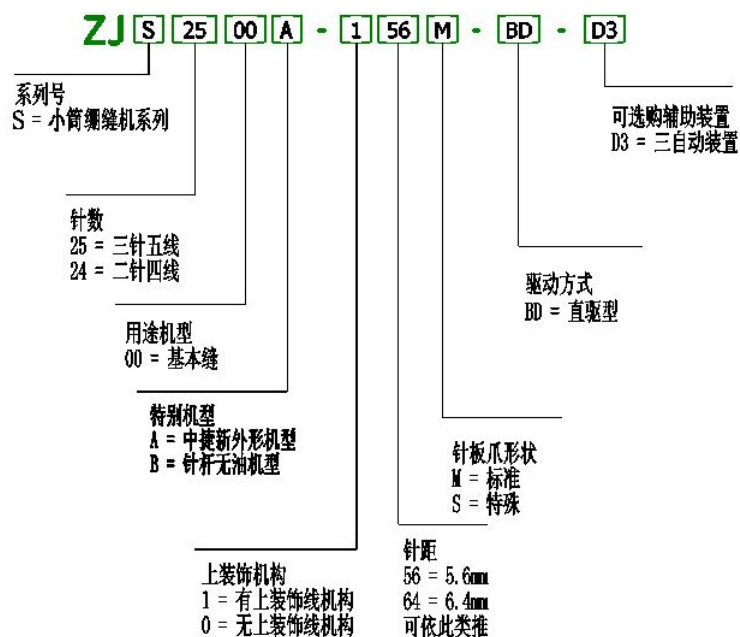 ZJ S 25 00 A - 1 56 M - BD - D3
系列号
S = 小筒绷缝机系列
可选购辅助装置
D3 = 三自动装置
针数
25 = 三针五线
24 = 二针四线
驱动方式
BD = 直驱型
用途机型
00 = 基本缝
特别机型
A = 中捷新外形机型
B = 针杆无油机型
针板爪形状
M = 标准
S = 特殊
上装饰机构
1 = 有上装饰线机构
0 = 无上装饰线机构
针距
56 = 5.6mm
64 = 6.4mm
可依此类推